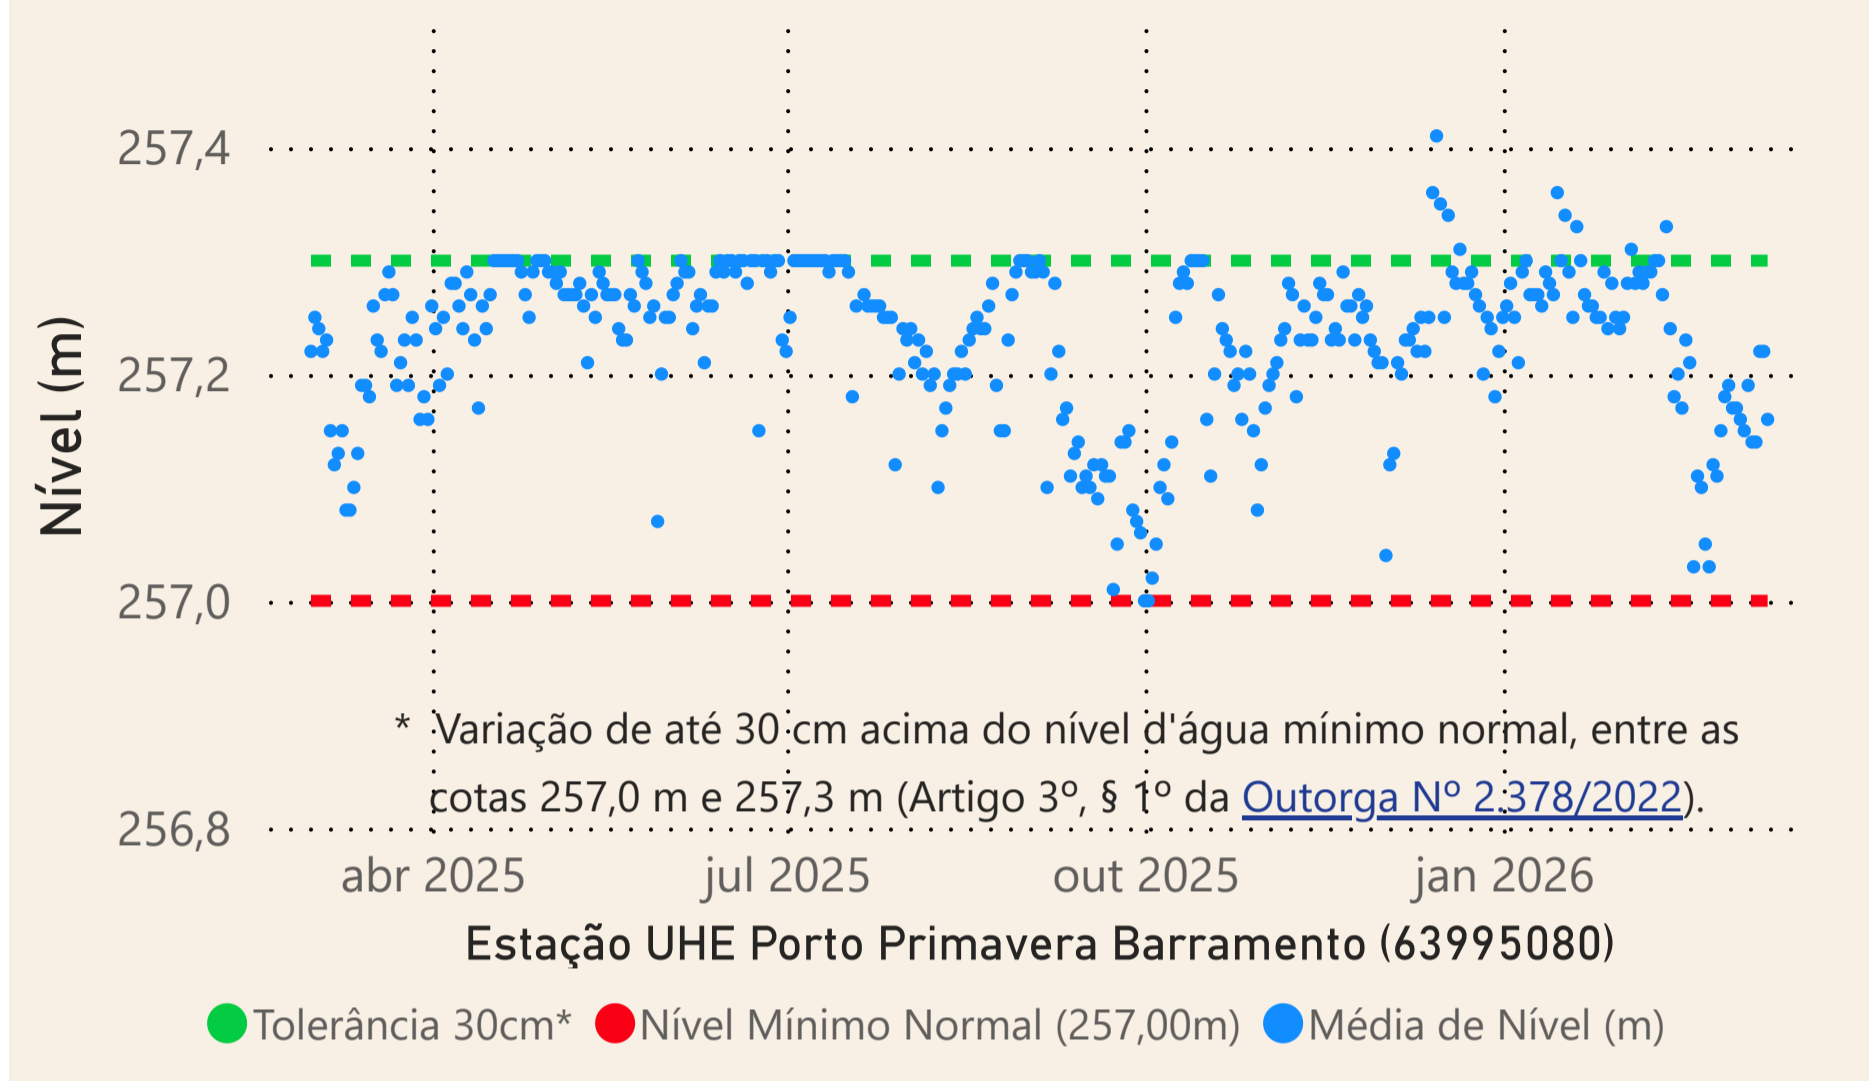 257,4
257,2
257,0
256,8
Nível (m)
* Variação de até 30 cm acima do nível d'água mínimo normal, entre as
cotas 257,0 m e 257,3 m (Artigo 3º, § 1º da Outorga Nº 2.378/2022).
abr 2025 jul 2025 out 2025 jan 2026
Estação UHE Porto Primavera Barramento (63995080)
Tolerância 30cm* Nível Mínimo Normal (257,00m) Média de Nível (m)